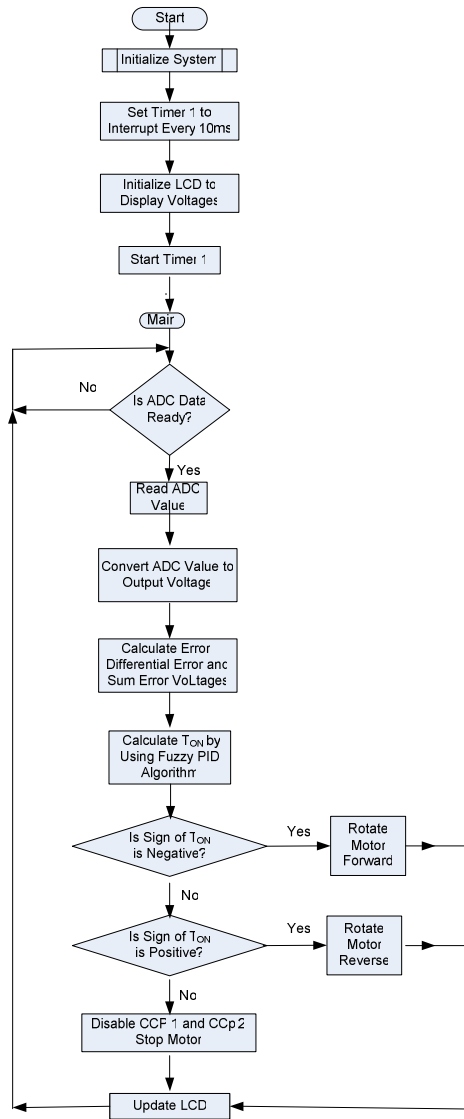 Start
Initialize System
Set Timer 1 to
Interrupt Every 10ms
Initialize LCD to
Display Voltages
Start Timer 1
Main
Is ADC Data
Ready?
No
Yes
Read ADC
Value
Convert ADC Value to
Output Voltage
Calculate Error
Differential Error and
Sum Error VoLtages
Calculate TON by
Using Fuzzy PID
Algorithm
Is Sign of TON
is Negative?
Yes
Rotate
Motor
Forward
No
Is Sign of TON
is Positive?
Yes
Rotate
Motor
Reverse
No
Disable CCP 1 and CCp 2
Stop Motor
Update LCD